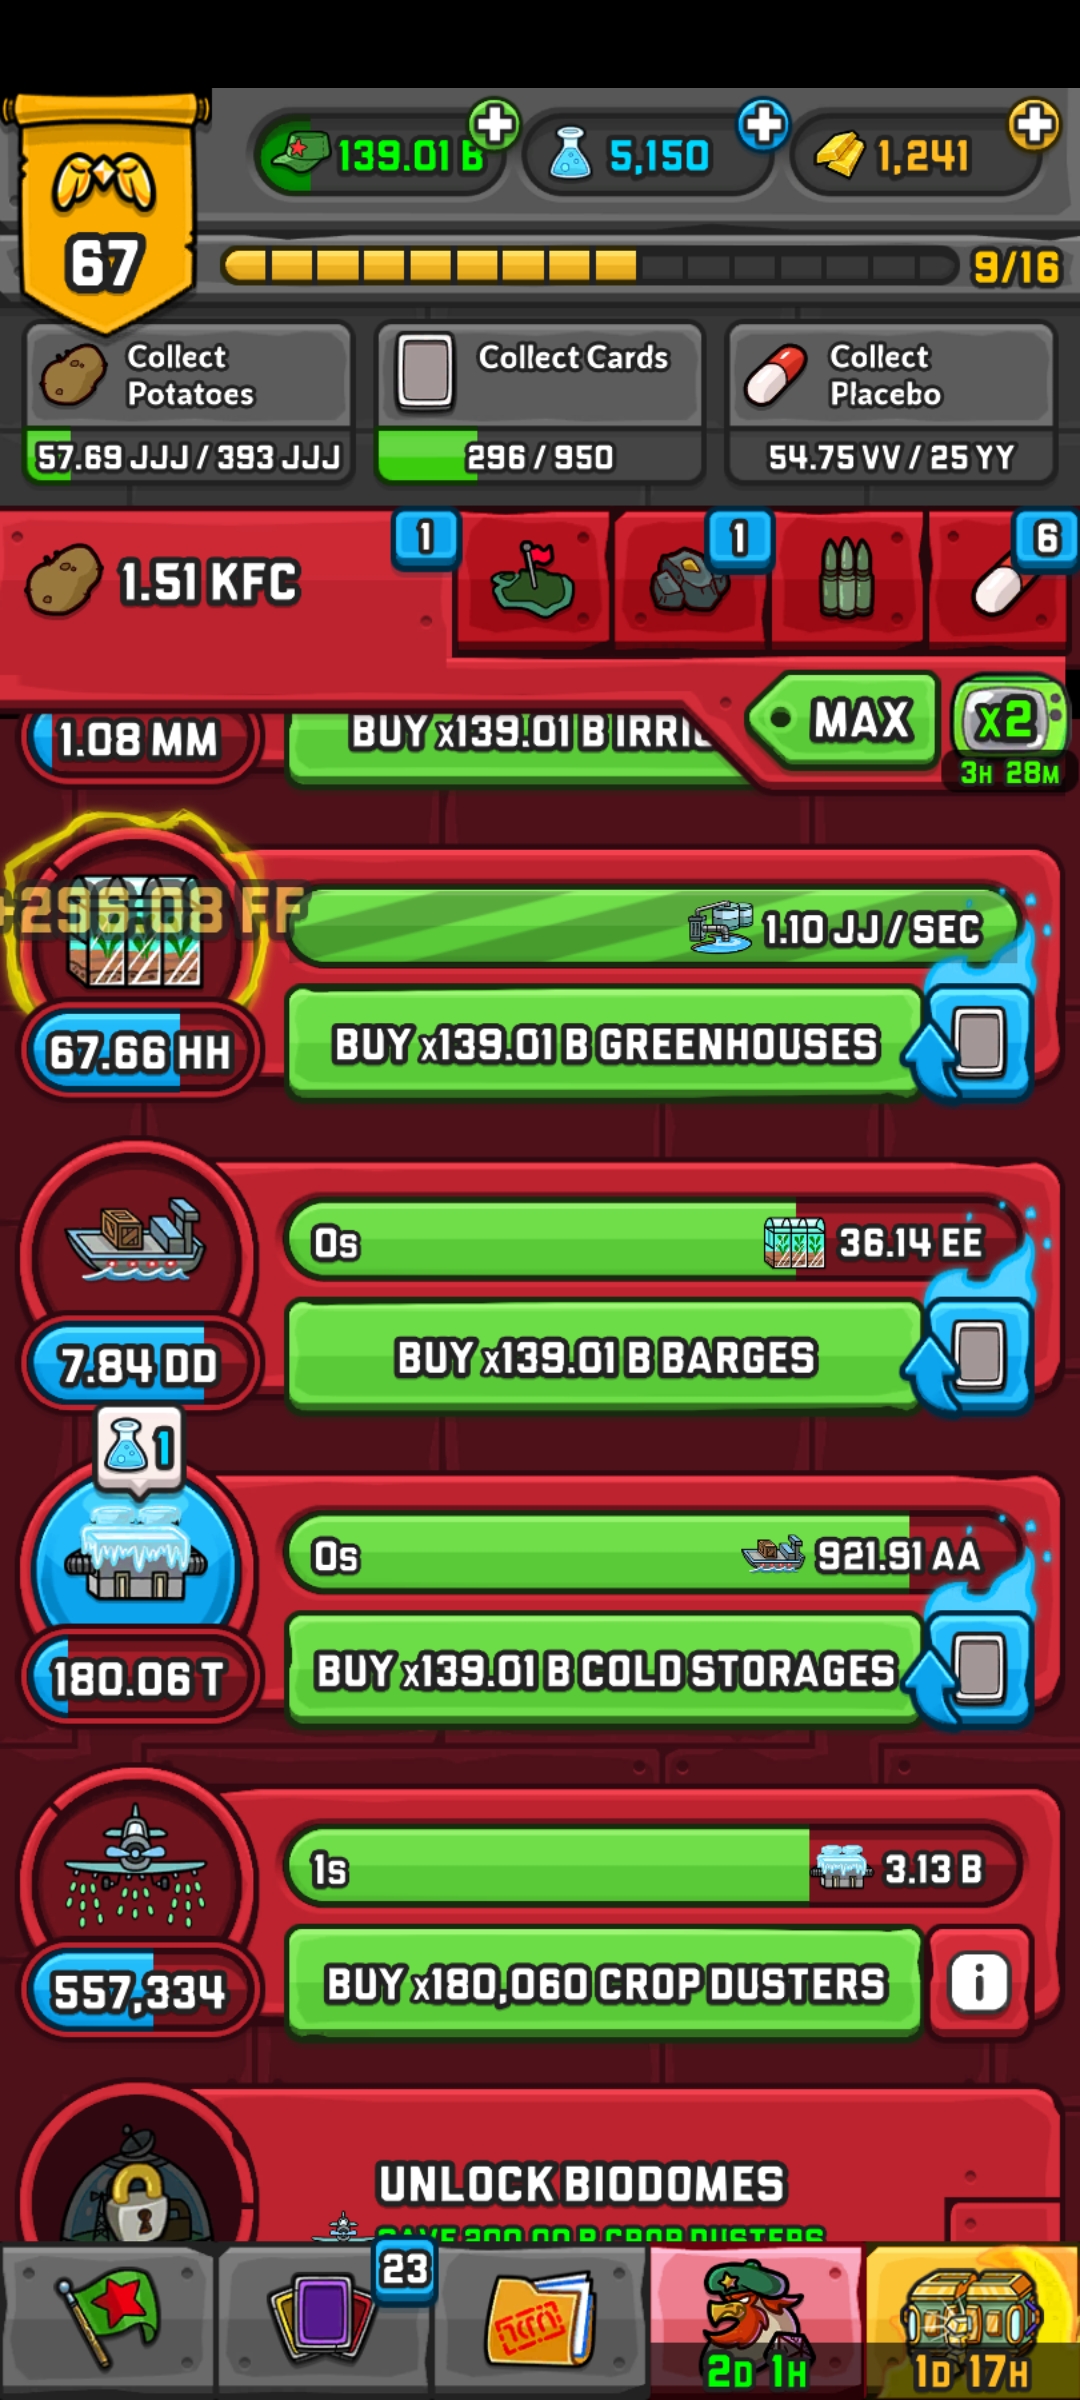 139.01 B
5,150
1,241
67
9/16
Collect
Potatoes
57.69 JJJ / 393 JJJ
Collect Cards
296 / 950
Collect
Placebo
54.75 VV / 25 YY
1.51 KFC
1
1
6
MAX
x2
3H 28M
1.08 MM
BUY x139.01 B
+296.08 FF
1.10 JJ / SEC
67.66 HH
BUY x139.01 B GREENHOUSES
0s
36.14 EE
7.84 DD
BUY x139.01 B BARGES
1
0s
921.91 AA
180.06 T
BUY x139.01 B COLD STORAGES
1s
3.13 B
557,334
BUY x180,060 CROP DUSTERS
i
UNLOCK BIODOMES
CROP DUSTERS
23
2D 1H
1D 17H